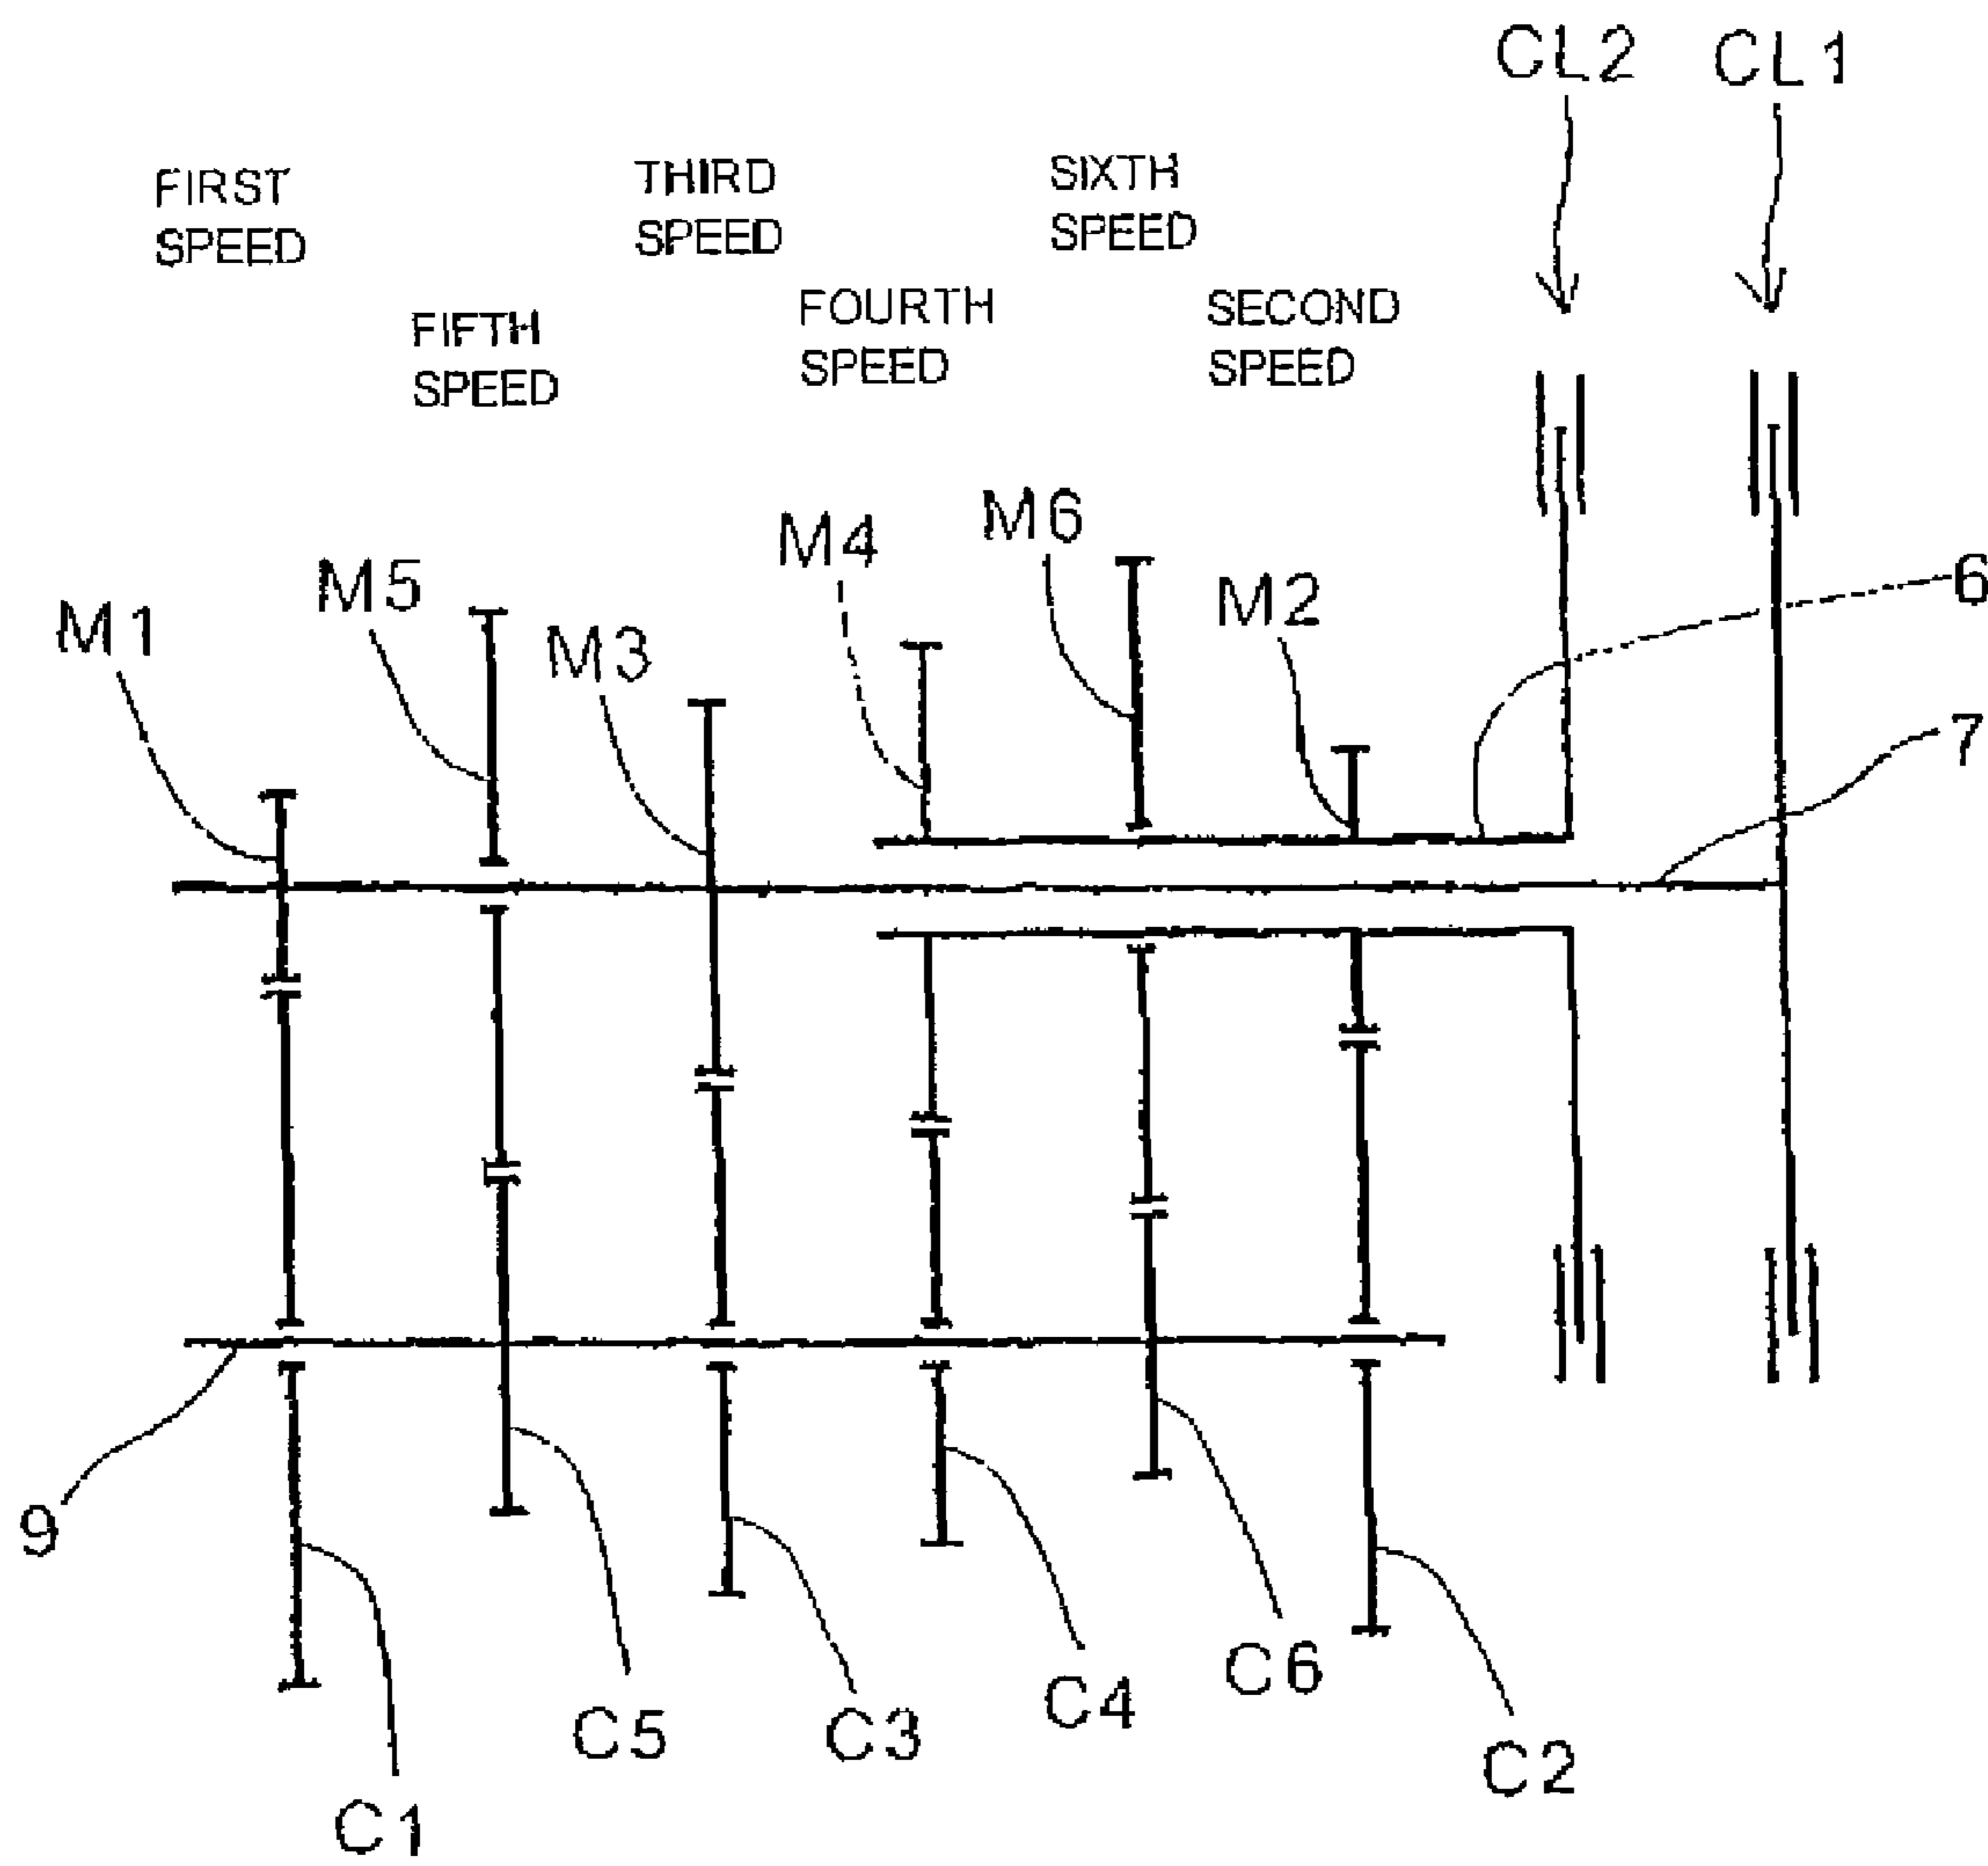 CL2 CL1
FIRST
SPEED
THIRD
SPEED
SIXTH
SPEED
FIFTH
SPEED
FOURTH
SPEED
SECOND
SPEED
M1
M5
M3
M4
M6
M2
6
7
9
C1
C5
C3
C4
C6
C2